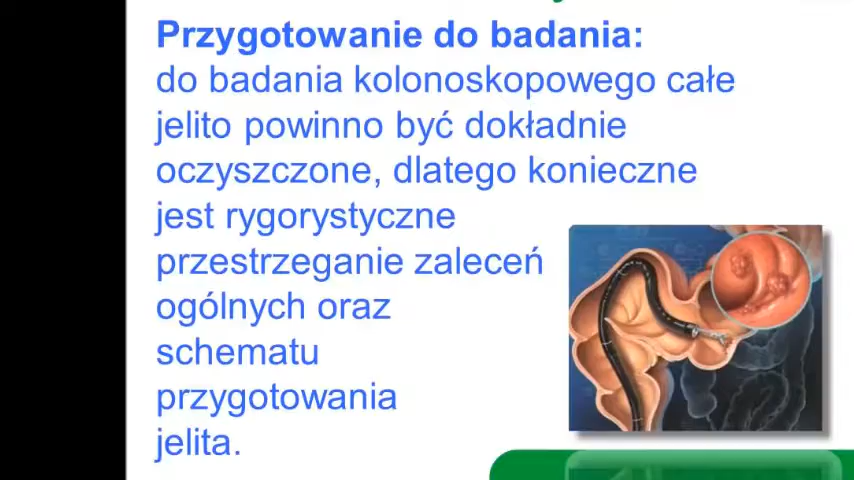 Przygotowanie do badania:
do badania kolonoskopowego całe
jelito powinno być dokładnie
oczyszczone, dlatego konieczne
jest rygorystyczne
przestrzeganie zaleceń
ogólnych oraz
schematu
przygotowania
jelita.